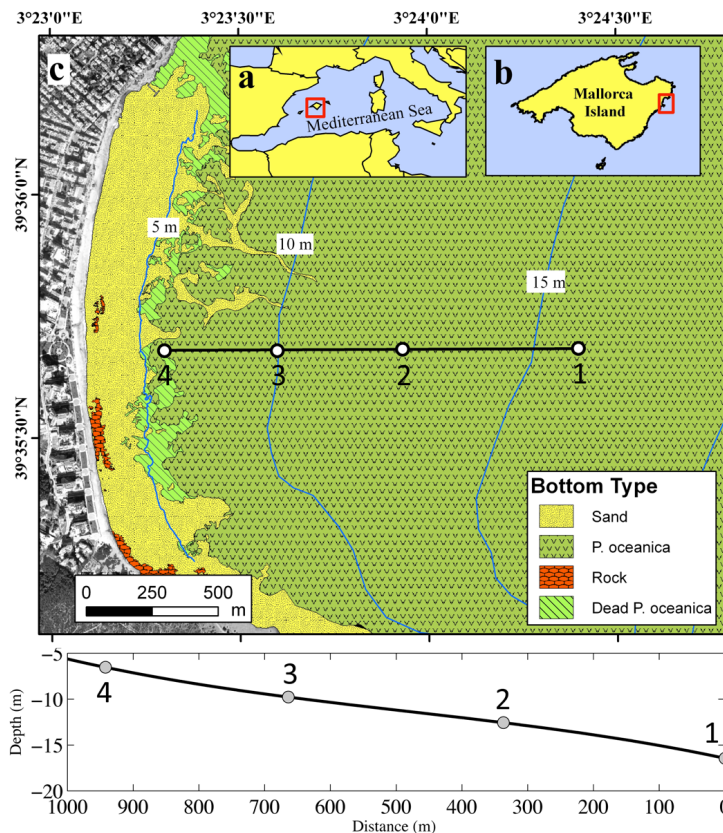 3°23'0"E 3°23'30"E 3°24'0"E 3°24'30"E
c
a
Mediterranean Sea
b
Mallorca
Island
39°36'0"N
5 m
10 m
15 m
4 3 2 1
39°35'30"N
Bottom Type
Sand
P. oceanica
Rock
Dead P. oceanica
0 250 500
m
−5
−10
−15
−20
Depth (m)
4 3 2 1
1000 900 800 700 600 500 400 300 200 100 0
Distance (m)